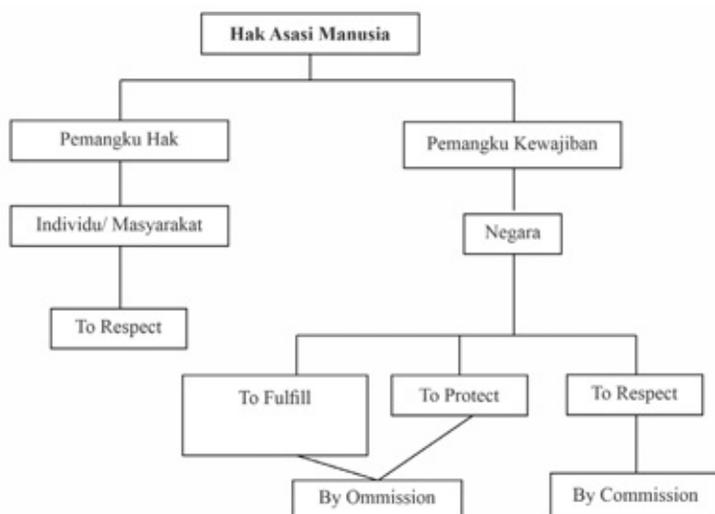 Hak Asasi Manusia
Pemangku Hak
Pemangku Kewajiban
Individu/ Masyarakat
Negara
To Respect
To Fulfill
To Protect
To Respect
By Ommission
By Commission